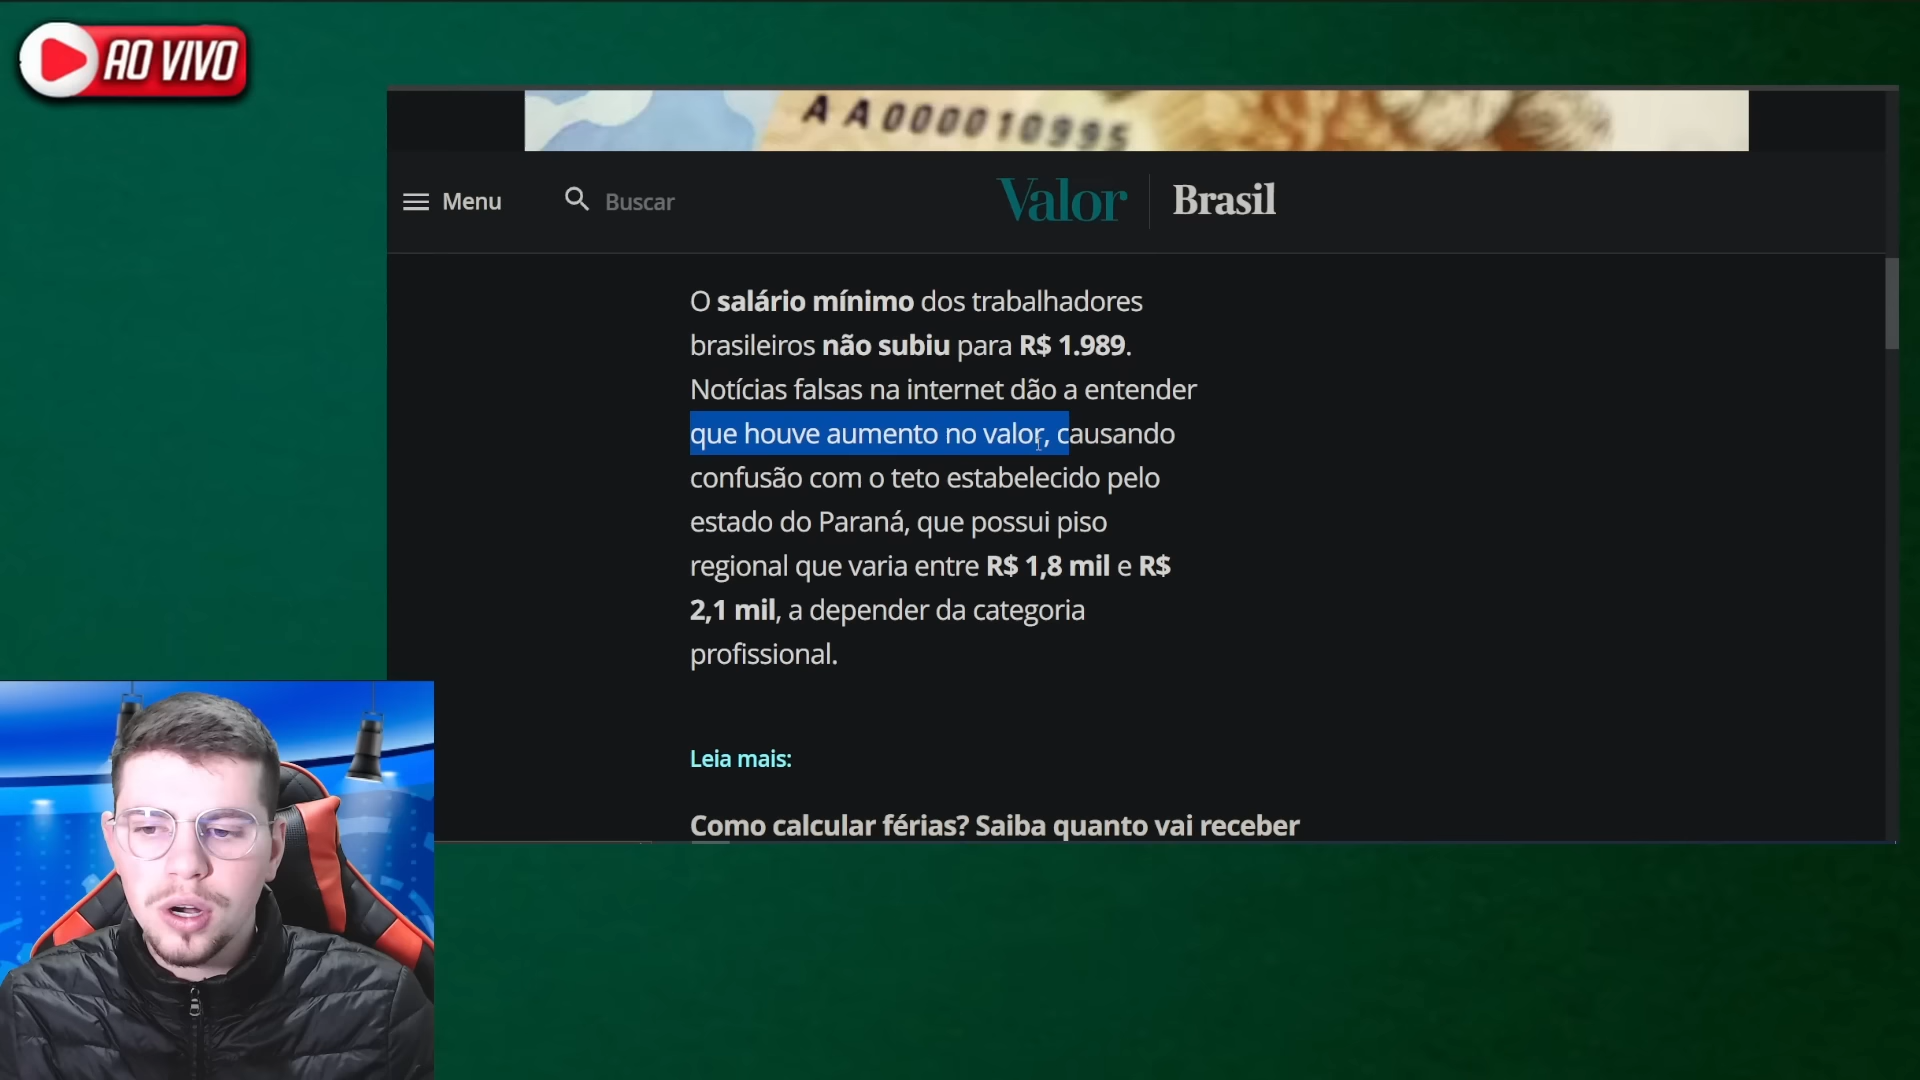 AO VIVO
AA000010995
Menu
Buscar
Valor
Brasil
O salário mínimo dos trabalhadores
brasileiros não subiu para R$ 1.989.
Notícias falsas na internet dão a entender
que houve aumento no valor, causando
confusão com o teto estabelecido pelo
estado do Paraná, que possui piso
regional que varia entre R$ 1,8 mil e R$
2,1 mil, a depender da categoria
profissional.
Leia mais:
Como calcular férias? Saiba quanto vai receber